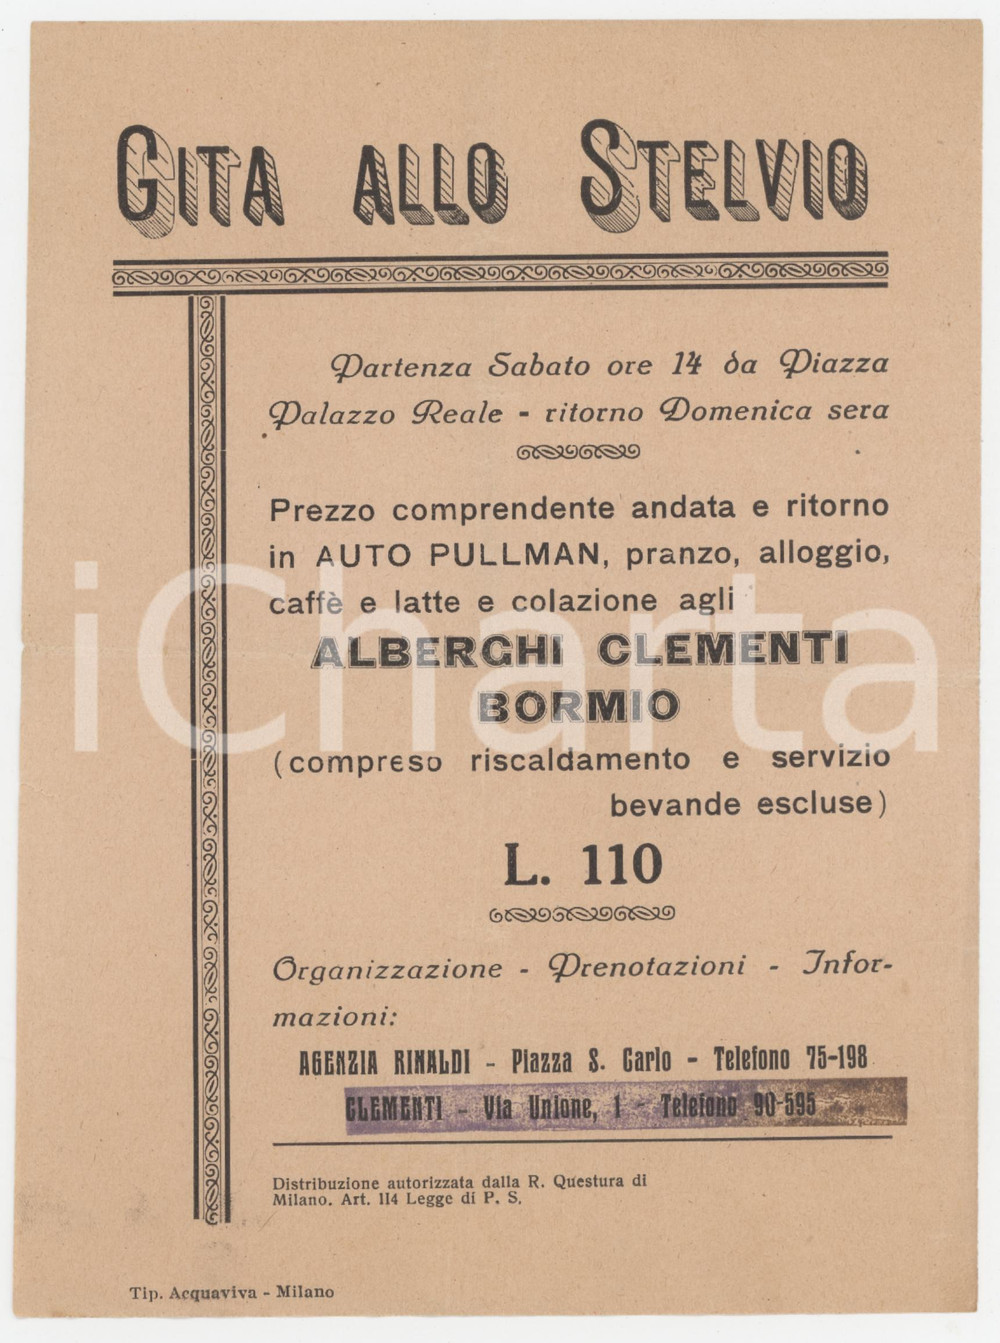 GITA ALLO STELVIO
Partenza Sabato ore 14 da Piazza
Palazzo Reale - ritorno Domenica sera
Prezzo comprendente andata e ritorno
in AUTO PULLMAN, pranzo, alloggio,
caffè e latte e colazione agli
ALBERGHI CLEMENTI
BORMIO
(compreso riscaldamento e servizio
bevande escluse)
L. 110
Organizzazione - Prenotazioni - Infor-
mazioni:
AGENZIA RINALDI - Piazza S. Carlo - Telefono 75-198
CLEMENTI - Via Unione, 1 - Telefono 90-595
Distribuzione autorizzata dalla R. Questura di
Milano. Art. 114 Legge di P. S.
Tip. Acquaviva - Milano
iCharta